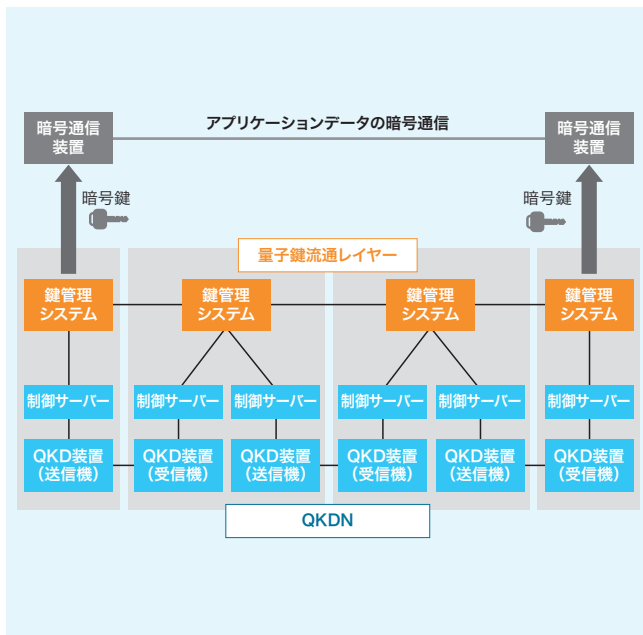 アプリケーションデータの暗号通信
暗号通信
装置
暗号通信
装置
暗号鍵
暗号鍵
量子鍵流通レイヤー
鍵管理
システム
鍵管理
システム
鍵管理
システム
鍵管理
システム
制御サーバー
制御サーバー
制御サーバー
制御サーバー
制御サーバー
制御サーバー
QKD装置
（送信機）
QKD装置
（受信機）
QKD装置
（送信機）
QKD装置
（受信機）
QKD装置
（送信機）
QKD装置
（受信機）
QKDN